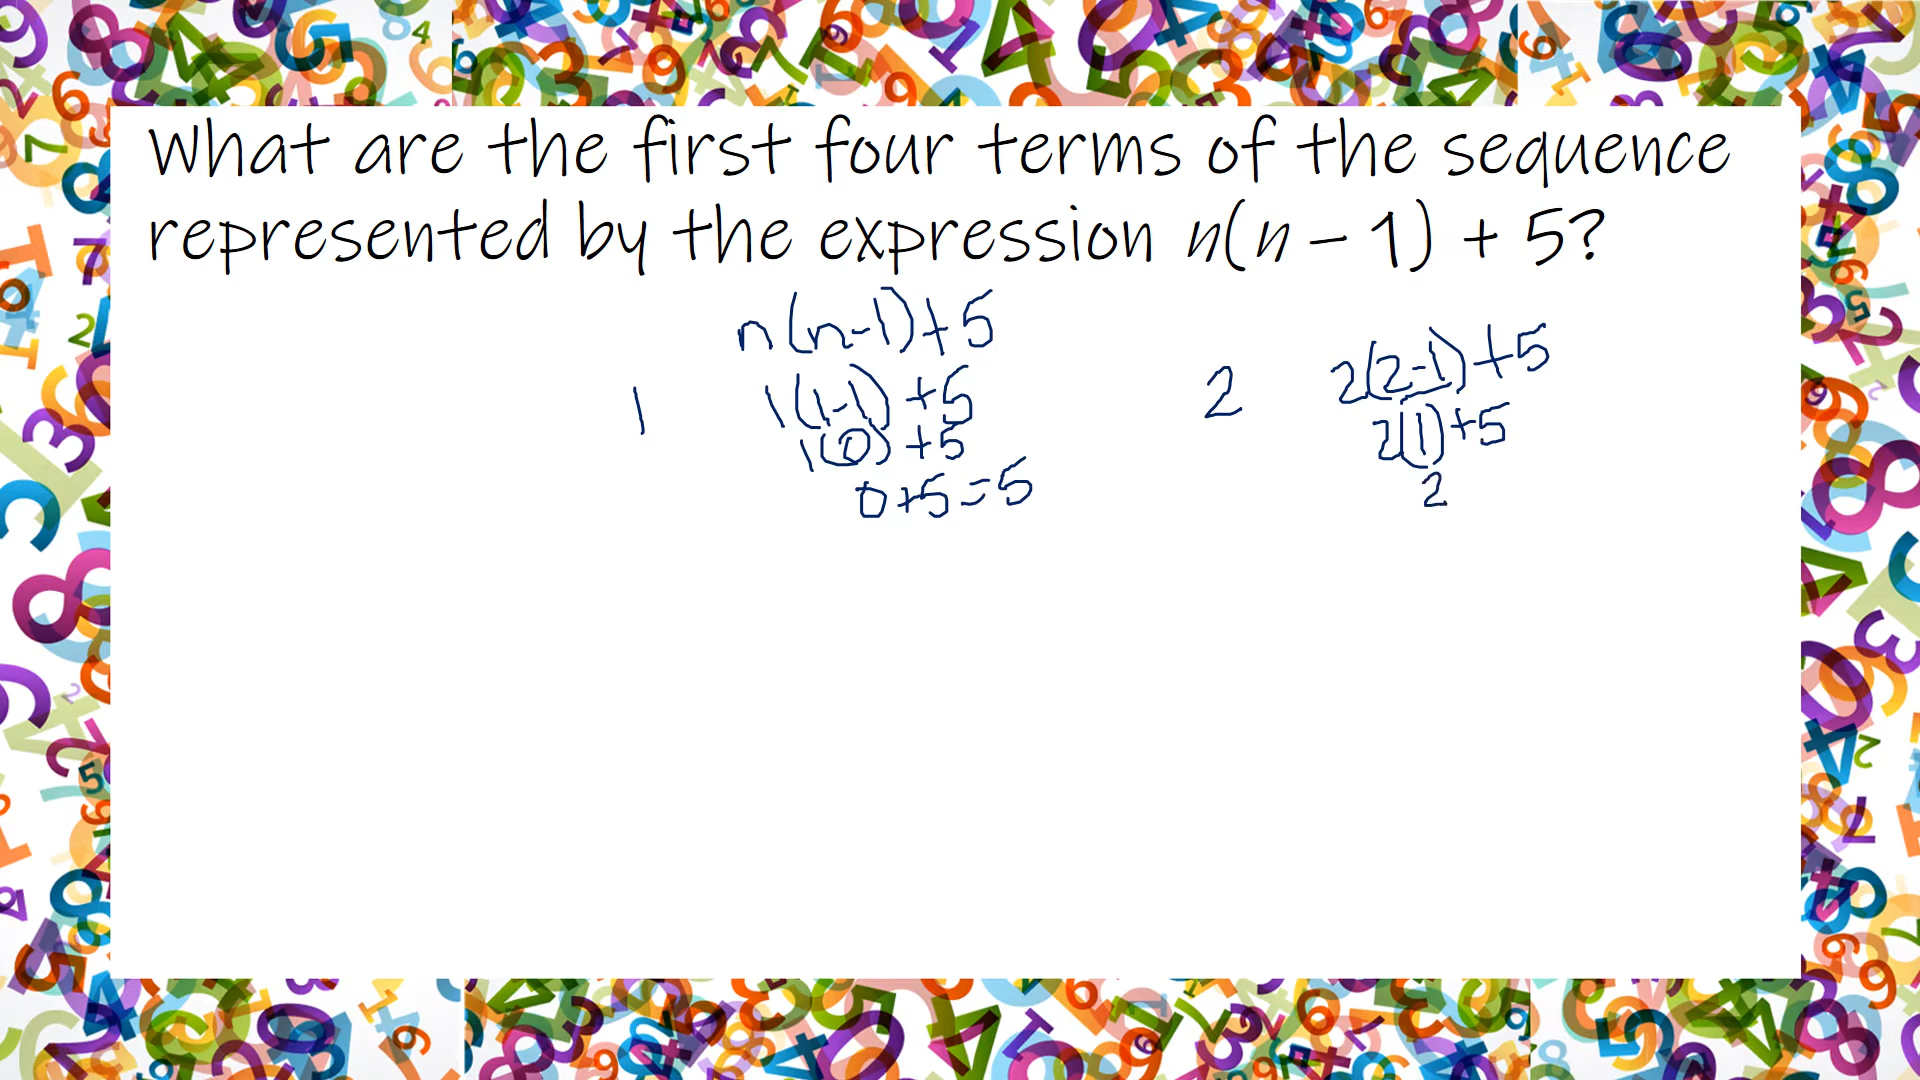 What are the first four terms of the sequence
represented by the expression n(n – 1) + 5?
n(n-1)+5
1
1(1-1) +5
1(0) +5
0+5=5
2
2(2-1)+5
2(1)+5
2